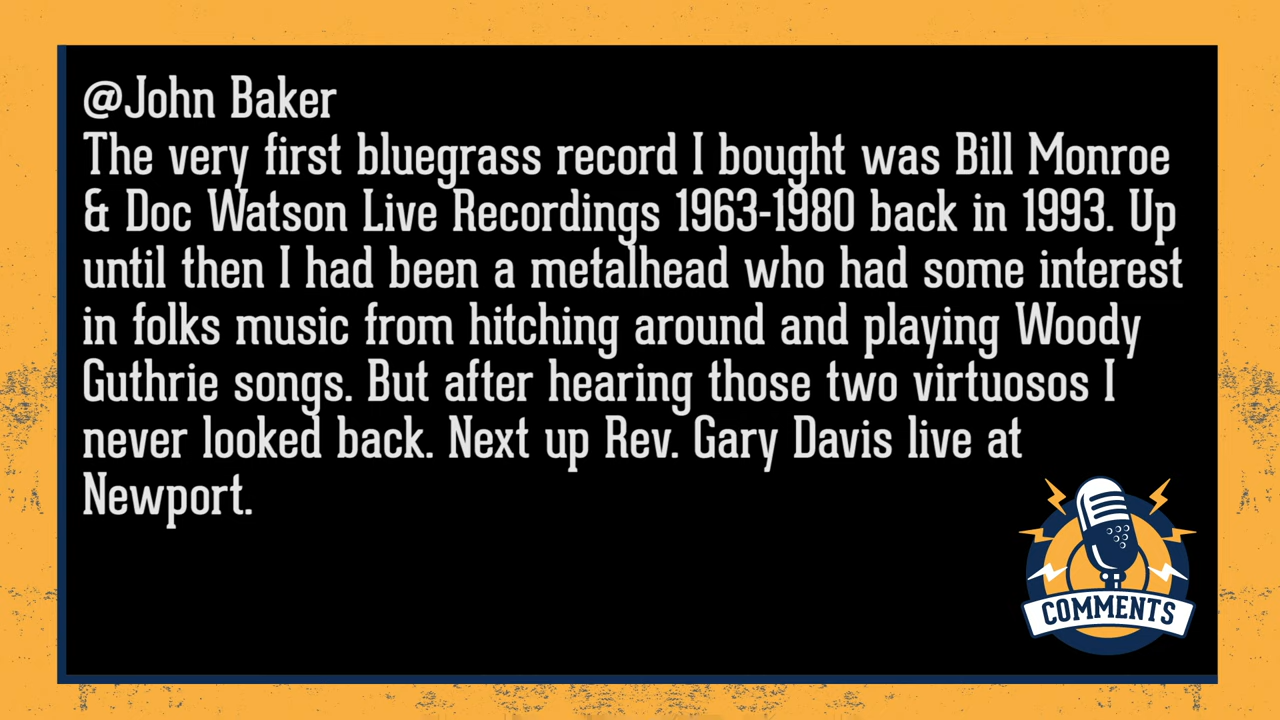 @John Baker
The very first bluegrass record I bought was Bill Monroe
& Doc Watson Live Recordings 1963-1980 back in 1993. Up
until then I had been a metalhead who had some interest
in folks music from hitching around and playing Woody
Guthrie songs. But after hearing those two virtuosos I
never looked back. Next up Rev. Gary Davis live at
Newport.
COMMENTS